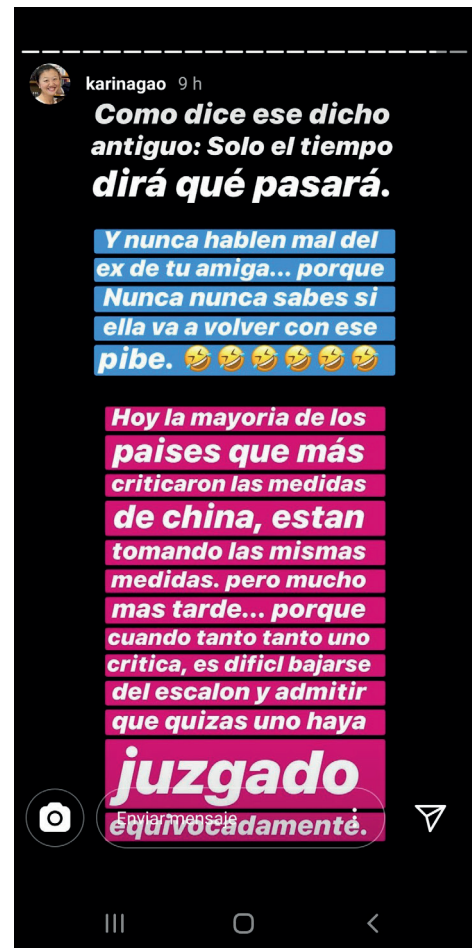 karinagao 9 h
Como dice ese dicho
antiguo: Solo el tiempo
dirá qué pasará.
Y nunca hablen mal del
ex de tu amiga... porque
Nunca nunca sabes si
ella va a volver con ese
pibe. 🤣🤣🤣🤣🤣🤣
Hoy la mayoria de los
paises que más
criticaron las medidas
de china, estan
tomando las mismas
medidas. pero mucho
mas tarde... porque
cuando tanto tanto uno
critica, es dificl bajarse
del escalon y admitir
que quizas uno haya
juzgado
equivocadamente.
Enviar mensaje